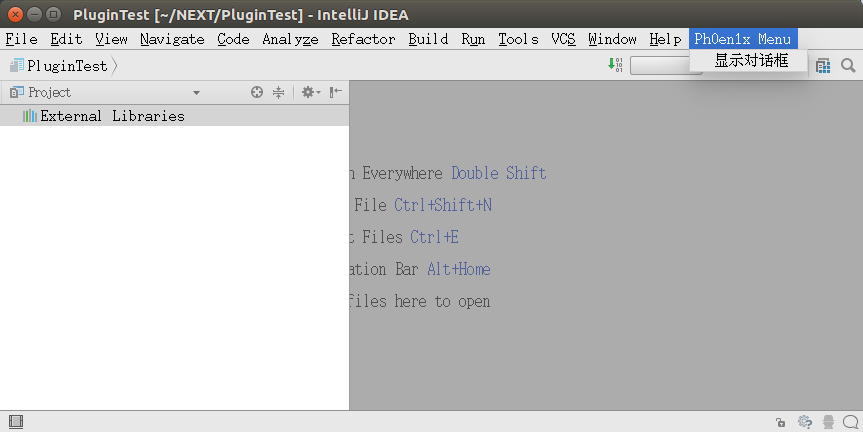 PluginTest [~/NEXT/PluginTest] - IntelliJ IDEA
File Edit View Navigate Code Analyze Refactor Build Run Tools VCS Window Help Ph0en1x Menu
PluginTest
显示对话框
Project
External Libraries
Everywhere Double Shift
File Ctrl+Shift+N
Files Ctrl+E
Bar Alt+Home
files here to open